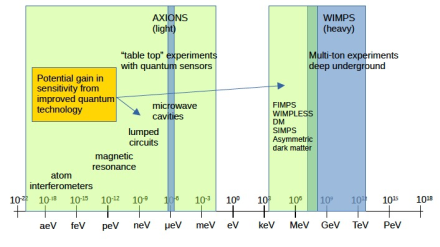 AXIONS
(light)
WIMPS
(heavy)
"table top" experiments
with quantum sensors
Multi-ton experiments
deep underground
Potential gain in
sensitivity from
improved quantum
technology
microwave
cavities
lumped
circuits
magnetic
resonance
atom
interferometers
FIMPS
WIMPLESS
DM
SIMPS
Asymmetric
dark matter
10⁻²² 10⁻¹⁸ 10⁻¹⁵ 10⁻¹² 10⁻⁹ 10⁻⁶ 10⁻³ 10⁰ 10³ 10⁶ 10⁹ 10¹² 10¹⁵ 10¹⁸
aeV feV peV neV µeV meV eV keV MeV GeV TeV PeV